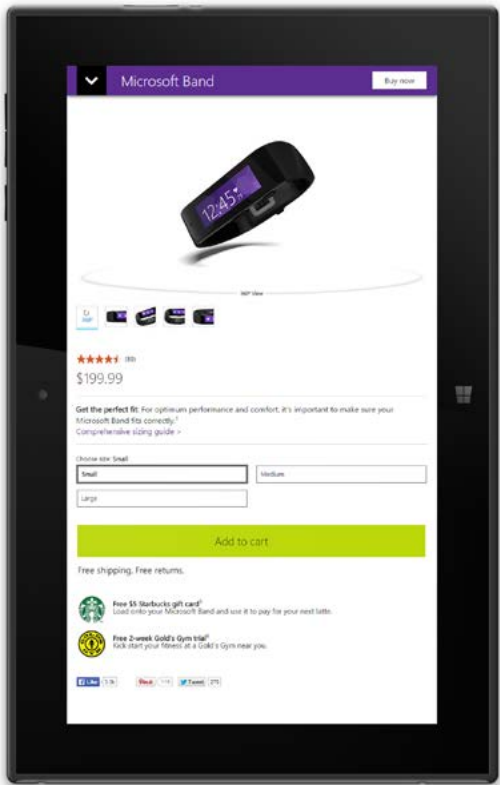 Microsoft Band
Buy now
12:45
360° View
360°
$199.99
Get the perfect fit: For optimum performance and comfort, it's important to make sure your
Microsoft Band fits correctly.
Comprehensive sizing guide >
Choose size: Small
Small
Medium
Large
Add to cart
Free shipping. Free returns.
Free $5 Starbucks gift card
Load onto your Microsoft Band and use it to pay for your next latte.
Free 2-week Gold's Gym trial
Kick start your fitness at a Gold's Gym near you.
Like
Pin it
Tweet